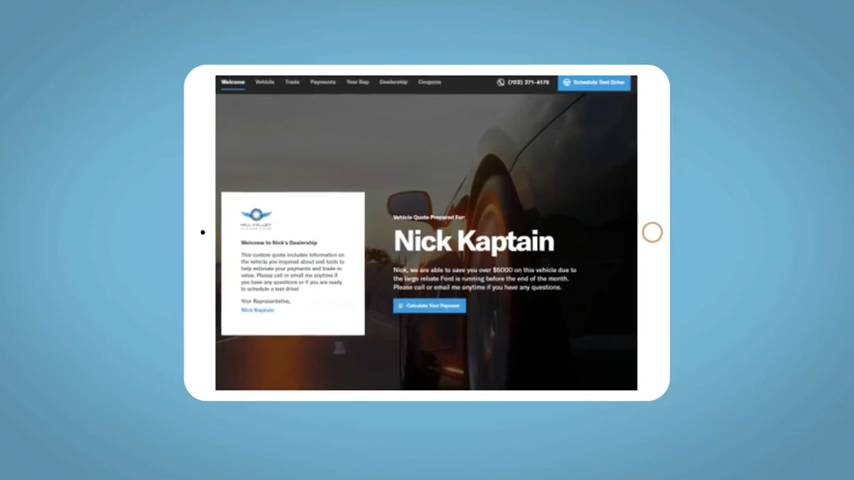 Welcome Vehicle Trade Payments Your Rep Dealership Coupons (702) 371-4175 Schedule Test Drive
Welcome to Nick's Dealership
This custom quote includes information on
the vehicle you inquired about and tools to
help estimate your payments and trade-in
value. Please call or email me anytime if
you have any questions or if you are ready
to schedule a test drive!
Your Representative,
Nick Kaptain
Vehicle Quote Prepared For:
Nick Kaptain
Nick, we are able to save you over $6000 on this vehicle due to
the large rebate Ford is running before the end of the month.
Please call or email me anytime if you have any questions.
Calculate Your Payment